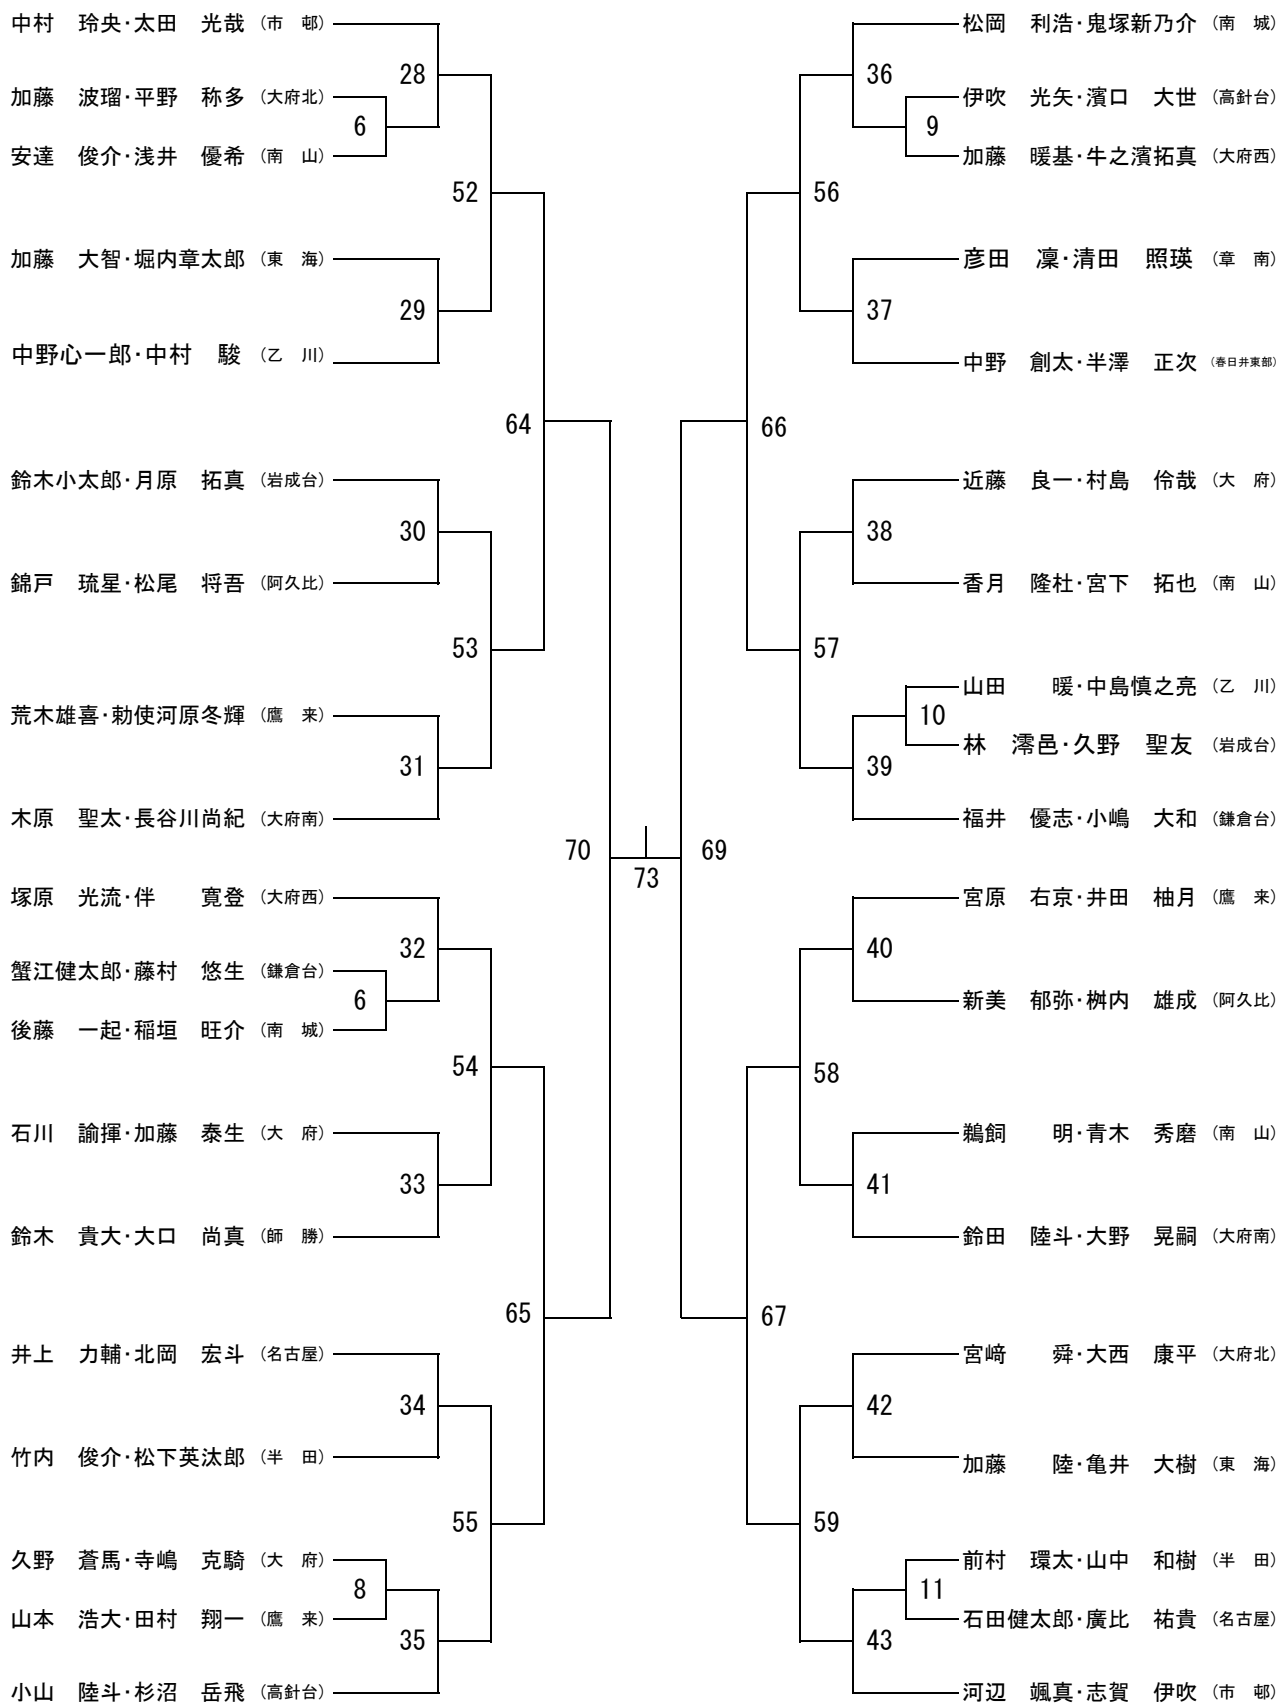 中村　玲央・太田　光哉 （市　邨）
28
加藤　波瑠・平野　称多 （大府北）
6
安達　俊介・浅井　優希 （南　山）
52
加藤　大智・堀内章太郎 （東　海）
29
中野心一郎・中村　駿 （乙　川）
64
鈴木小太郎・月原　拓真 （岩成台）
30
錦戸　琉星・松尾　将吾 （阿久比）
53
荒木雄喜・勅使河原冬輝 （鷹　来）
31
木原　聖太・長谷川尚紀 （大府南）
70
塚原　光流・伴　　寛登 （大府西）
32
蟹江健太郎・藤村　悠生 （鎌倉台）
6
後藤　一起・稲垣　旺介 （南　城）
54
石川　諭揮・加藤　泰生 （大　府）
33
鈴木　貴大・大口　尚真 （師　勝）
65
井上　力輔・北岡　宏斗 （名古屋）
34
竹内　俊介・松下英汰郎 （半　田）
55
久野　蒼馬・寺嶋　克騎 （大　府）
8
山本　浩大・田村　翔一 （鷹　来）
35
小山　陸斗・杉沼　岳飛 （高針台）
73
松岡　利浩・鬼塚新乃介 （南　城）
36
伊吹　光矢・濱口　大世 （高針台）
9
加藤　暖基・牛之濱拓真 （大府西）
56
彦田　凜・清田　照瑛 （章　南）
37
中野　創太・半澤　正次 （春日井東部）
66
近藤　良一・村島　伶哉 （大　府）
38
香月　隆杜・宮下　拓也 （南　山）
57
山田　　暖・中島慎之亮 （乙　川）
10
林　澪邑・久野　聖友 （岩成台）
39
福井　優志・小嶋　大和 （鎌倉台）
69
宮原　右京・井田　柚月 （鷹　来）
40
新美　郁弥・桝内　雄成 （阿久比）
58
鵜飼　　明・青木　秀磨 （南　山）
41
鈴田　陸斗・大野　晃嗣 （大府南）
67
宮﨑　　舜・大西　康平 （大府北）
42
加藤　　陸・亀井　大樹 （東　海）
59
前村　環太・山中　和樹 （半　田）
11
石田健太郎・廣比　祐貴 （名古屋）
43
河辺　颯真・志賀　伊吹 （市　邨）